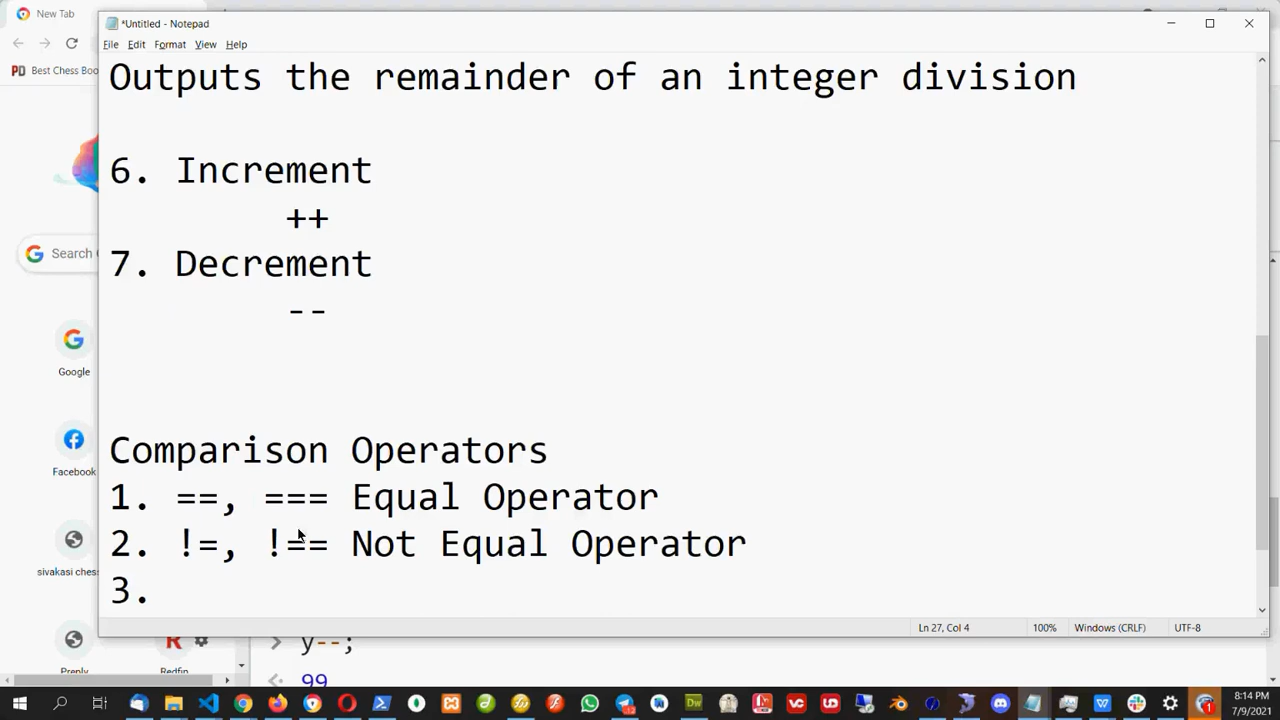 New Tab
*Untitled - Notepad
File Edit Format View Help
Best Chess Boo
Outputs the remainder of an integer division
6. Increment
++
7. Decrement
--
Comparison Operators
1. ==, === Equal Operator
2. !=, !== Not Equal Operator
3.
Search
Google
Facebook
sivakasi chess
Preply
Redfin
Ln 27, Col 4 100% Windows (CRLF) UTF-8
y--;
99
8:14 PM
7/9/2021